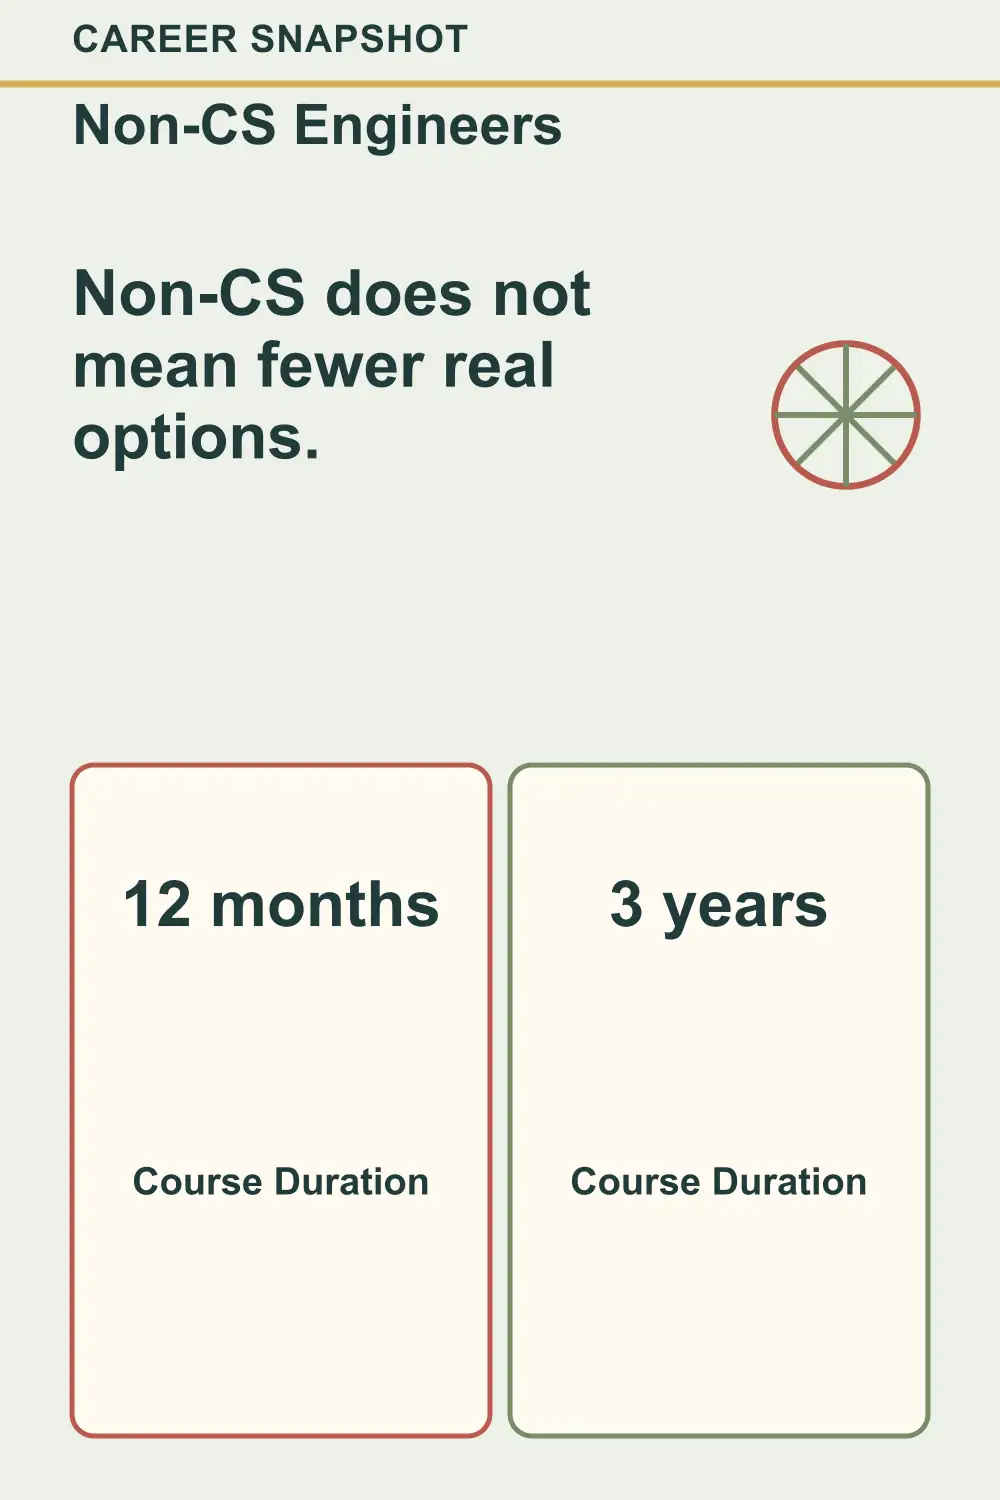 CAREER SNAPSHOT
Non-CS Engineers
Non-CS does not
mean fewer real
options.
12 months
Course Duration
3 years
Course Duration